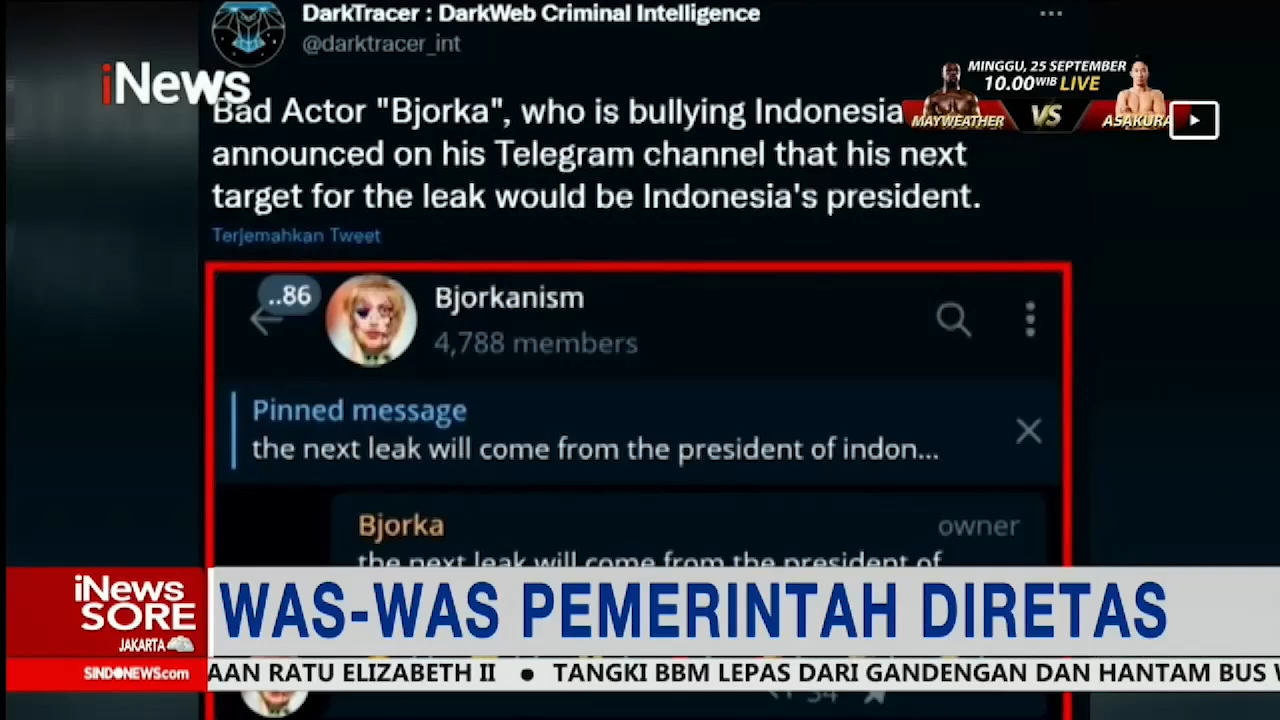 DarkTracer : DarkWeb Criminal Intelligence
@darktracer_int
iNews
MINGGU, 25 SEPTEMBER
10.00 WIB LIVE
MAYWEATHER VS ASAKURA
Bad Actor "Bjorka", who is bullying Indonesia
announced on his Telegram channel that his next
target for the leak would be Indonesia's president.
Terjemahkan Tweet
..86
Bjorkanism
4,788 members
Pinned message
the next leak will come from the president of indon...
Bjorka owner
the next leak will come from the president of
iNews
SORE
JAKARTA
WAS-WAS PEMERINTAH DIRETAS
SINDONEWS.com
AAN RATU ELIZABETH II • TANGKI BBM LEPAS DARI GANDENGAN DAN HANTAM BUS
34